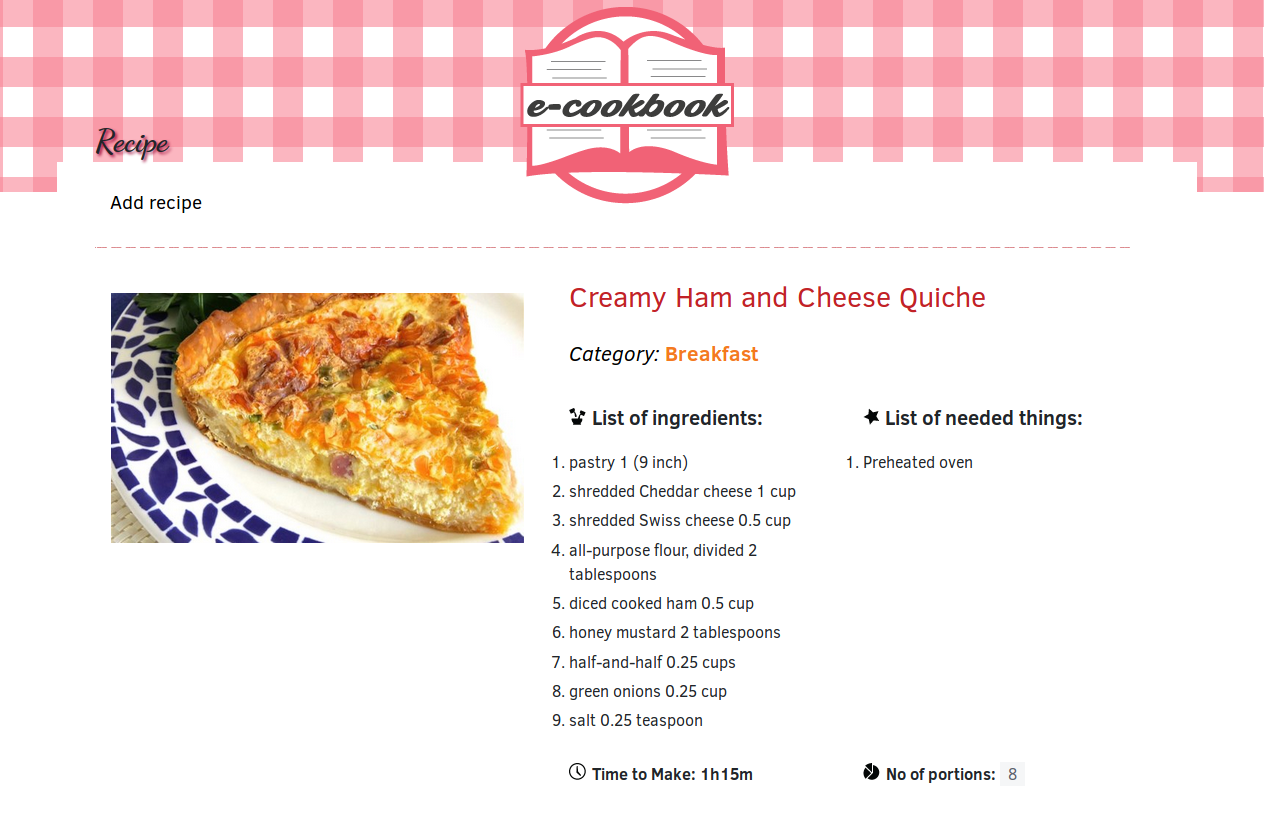 e-cookbook
Recipe
Add recipe
Creamy Ham and Cheese Quiche
Category: Breakfast
List of ingredients:
1. pastry 1 (9 inch)
2. shredded Cheddar cheese 1 cup
3. shredded Swiss cheese 0.5 cup
4. all-purpose flour, divided 2
tablespoons
5. diced cooked ham 0.5 cup
6. honey mustard 2 tablespoons
7. half-and-half 0.25 cups
8. green onions 0.25 cup
9. salt 0.25 teaspoon
List of needed things:
1. Preheated oven
Time to Make: 1h15m
No of portions: 8